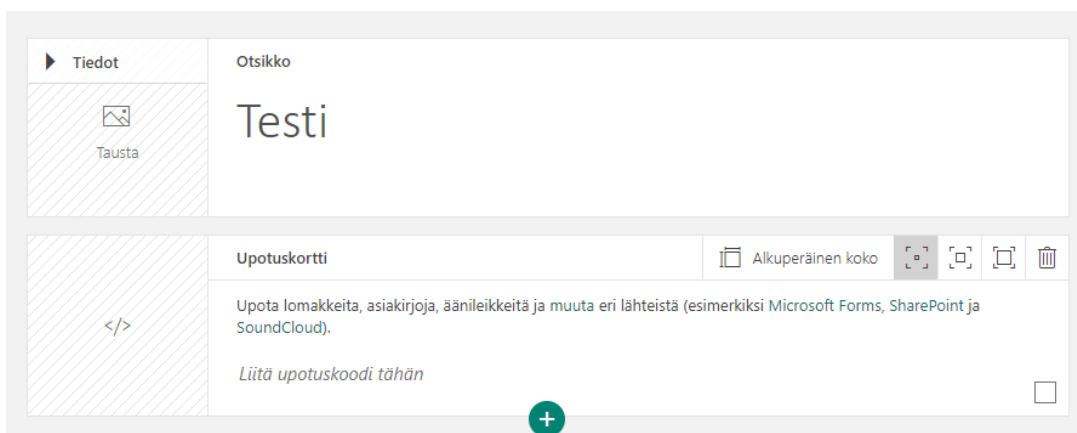 Tiedot
Otsikko
Testi
Tausta
Upotuskortti
Alkuperäinen koko
Upota lomakkeita, asiakirjoja, äänileikkeitä ja muuta eri lähteistä (esimerkiksi Microsoft Forms, SharePoint ja
SoundCloud).
</>
Liitä upotuskoodi tähän